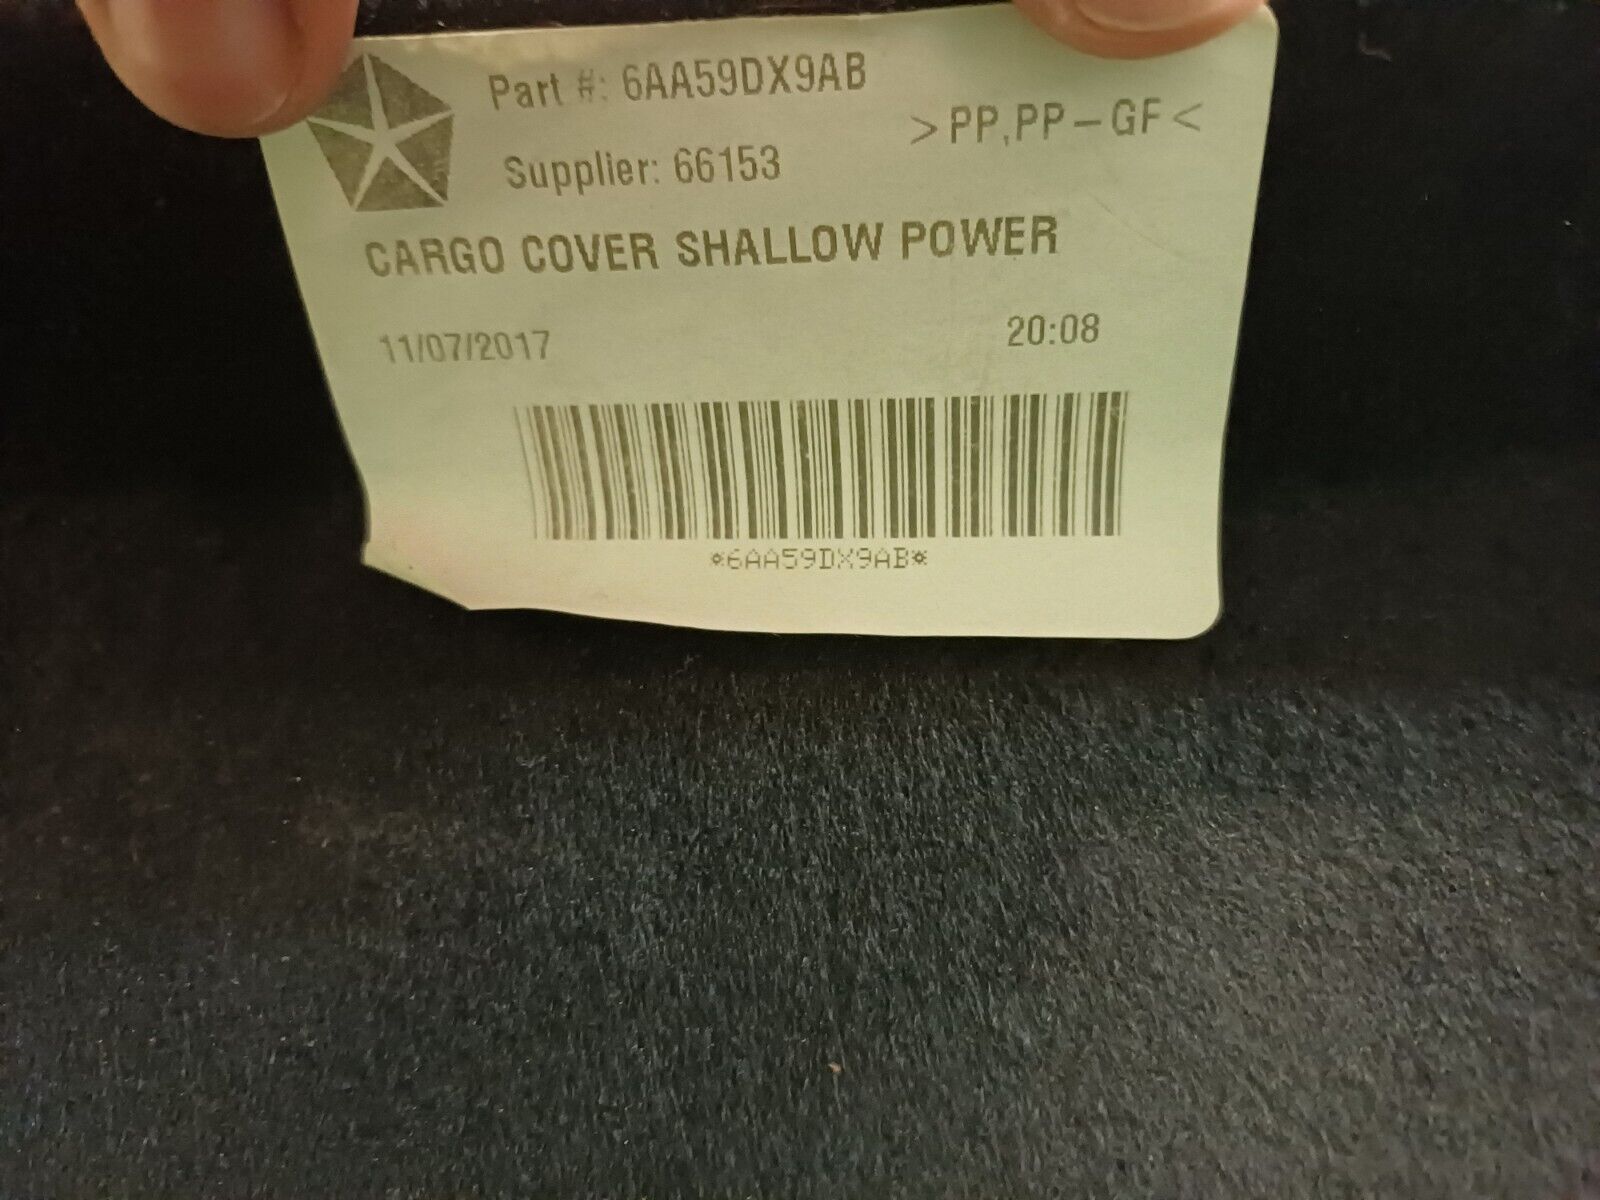 Part #: 6AA59DX9AB
>PP,PP-GF<
Supplier: 66153
CARGO COVER SHALLOW POWER
11/07/2017 20:08
*6AA59DX9AB*